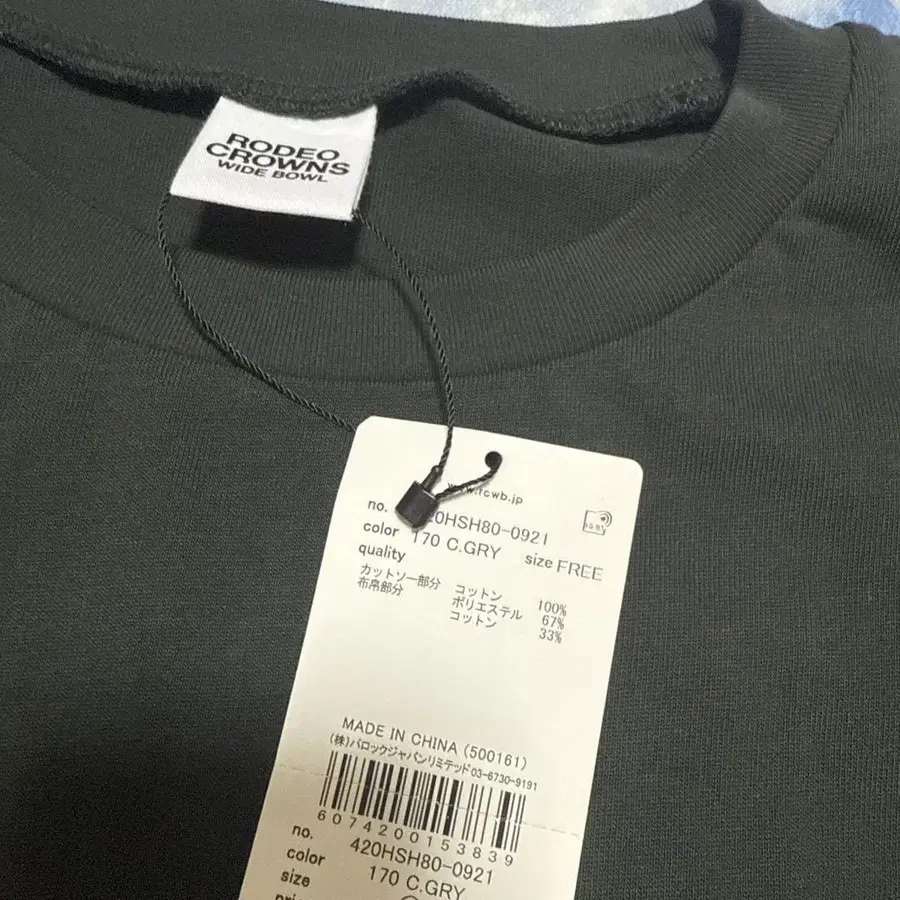 RODEO
CROWNS
WIDE BOWL
www.rcwb.jp
no. 420HSH80-0921
color 170 C.GRY size FREE
quality
カットソー部分 コットン 100%
布帛部分 ポリエステル 67%
コットン 33%
MADE IN CHINA (500161)
(株)バロックジャパンリミテッド 03-6730-9191
6074200153839
no. 420HSH80-0921
color 170 C.GRY
size